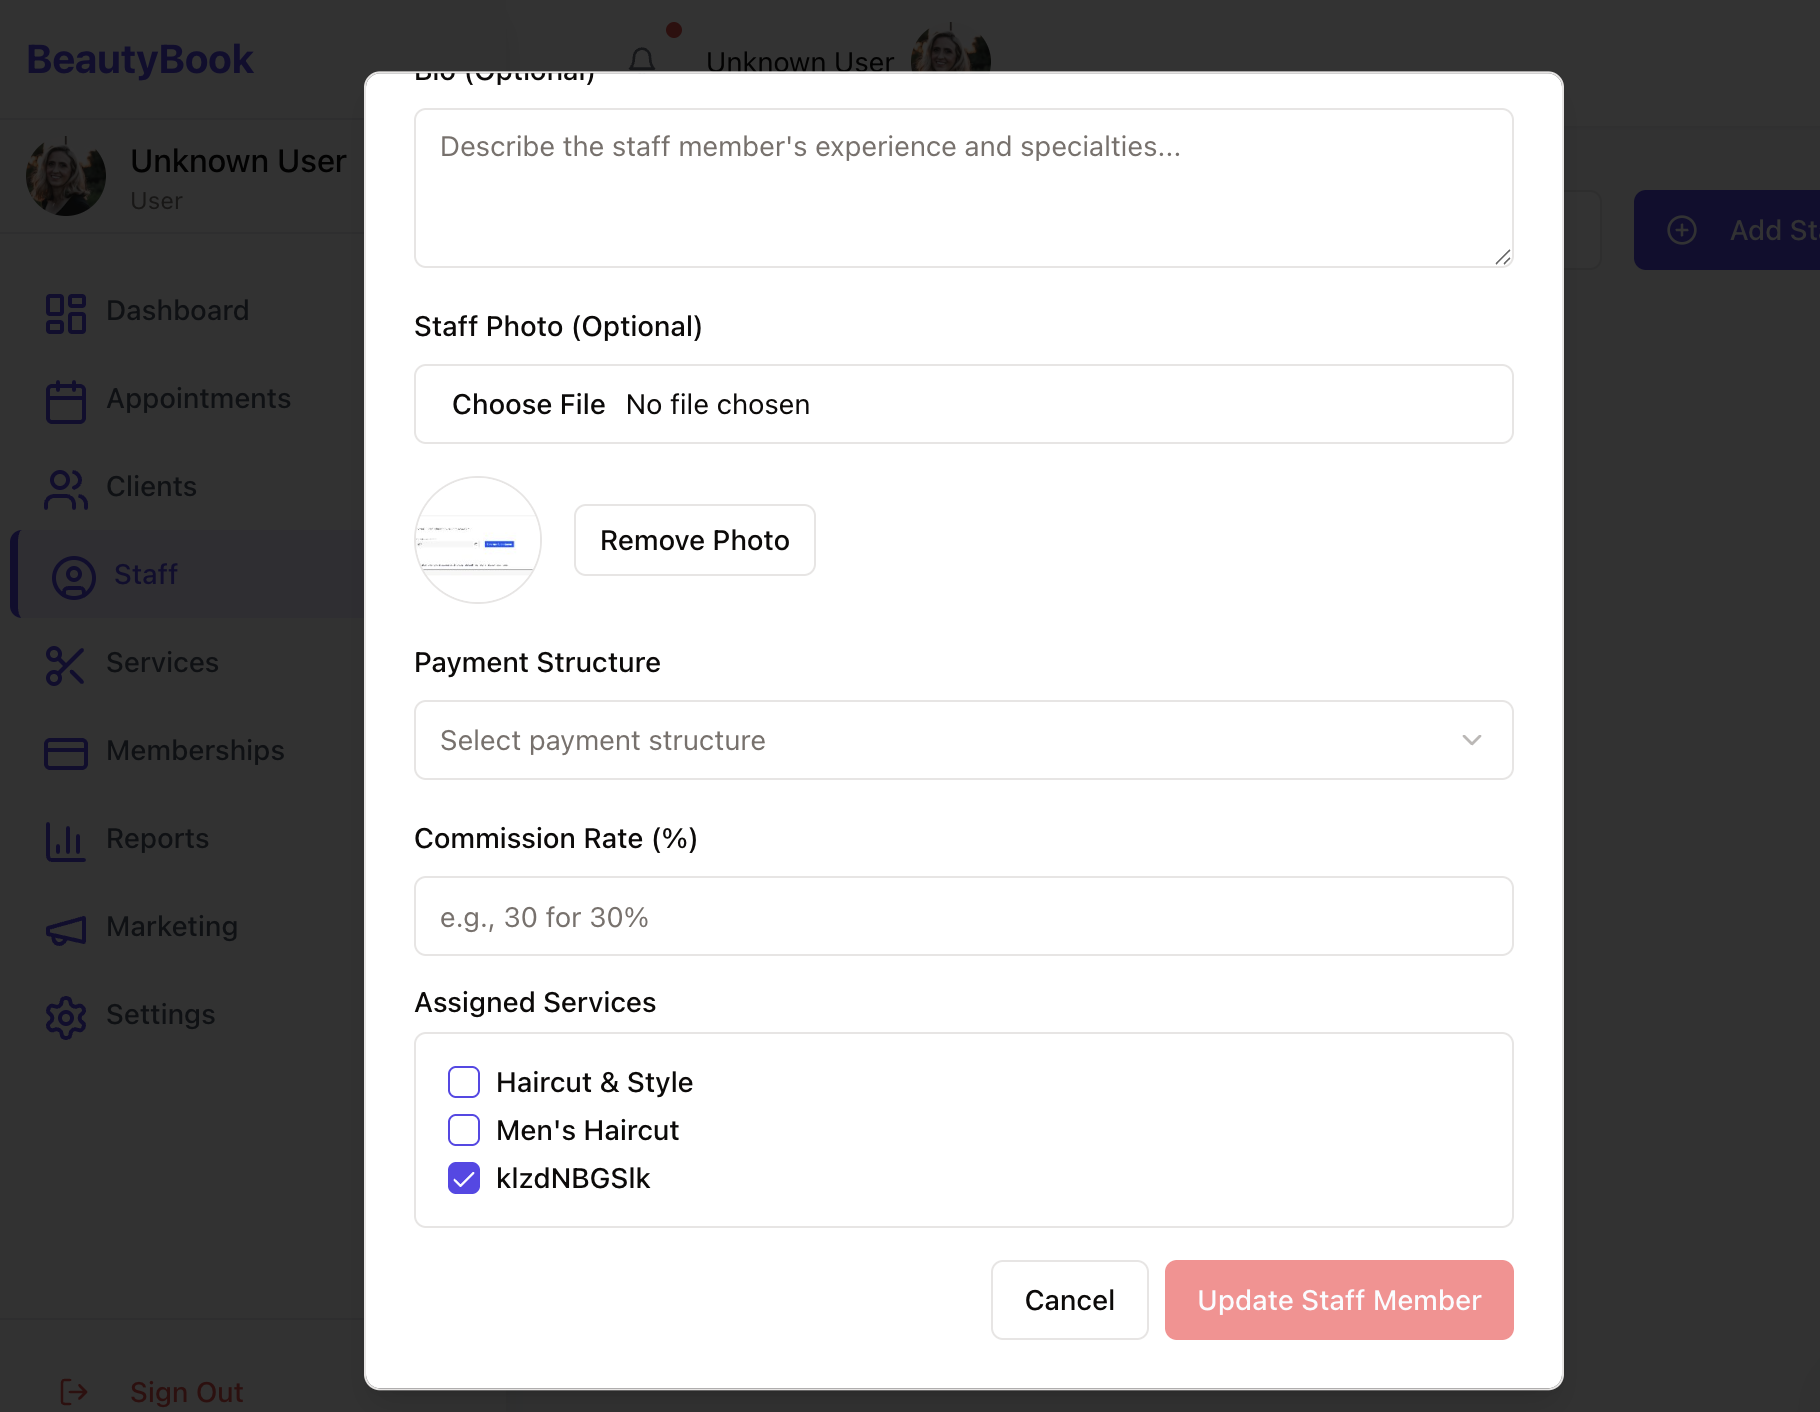 BeautyBook
Unknown User
Unknown User
User
Dashboard
Appointments
Clients
Staff
Services
Memberships
Reports
Marketing
Settings
Sign Out
Add St
Bio (Optional)
Describe the staff member's experience and specialties...
Staff Photo (Optional)
Choose File No file chosen
Remove Photo
Payment Structure
Select payment structure
Commission Rate (%)
e.g., 30 for 30%
Assigned Services
Haircut & Style
Men's Haircut
klzdNBGSlk
Cancel
Update Staff Member